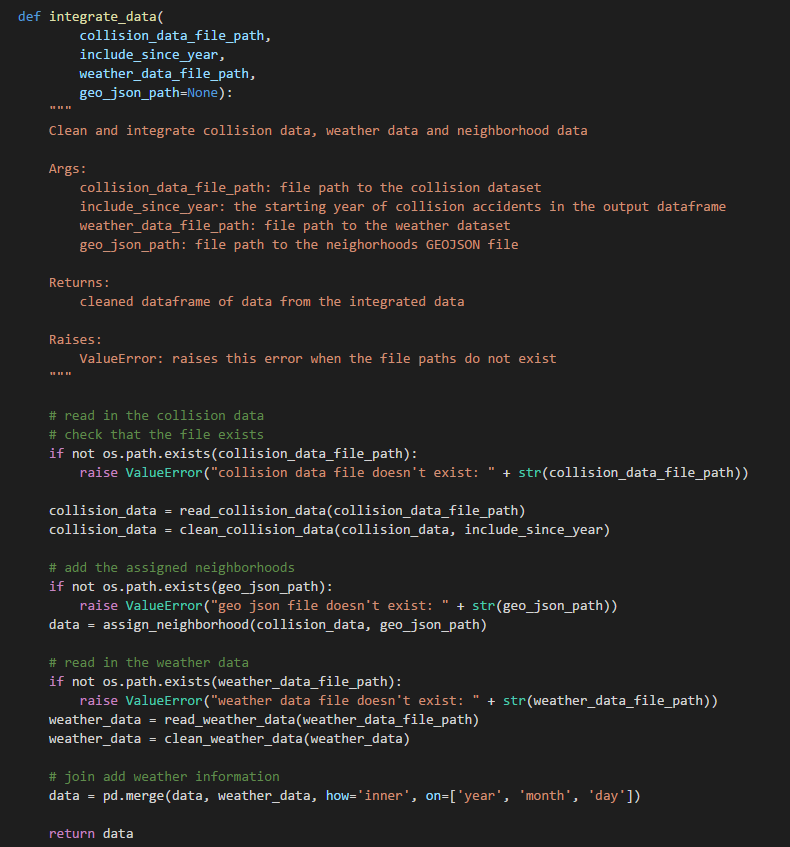 def integrate_data(
        collision_data_file_path,
        include_since_year,
        weather_data_file_path,
        geo_json_path=None):
    """
    Clean and integrate collision data, weather data and neighborhood data

    Args:
        collision_data_file_path: file path to the collision dataset
        include_since_year: the starting year of collision accidents in the output dataframe
        weather_data_file_path: file path to the weather dataset
        geo_json_path: file path to the neighorhoods GEOJSON file

    Returns:
        cleaned dataframe of data from the integrated data

    Raises:
        ValueError: raises this error when the file paths do not exist
    """

    # read in the collision data
    # check that the file exists
    if not os.path.exists(collision_data_file_path):
        raise ValueError("collision data file doesn't exist: " + str(collision_data_file_path))

    collision_data = read_collision_data(collision_data_file_path)
    collision_data = clean_collision_data(collision_data, include_since_year)

    # add the assigned neighborhoods
    if not os.path.exists(geo_json_path):
        raise ValueError("geo json file doesn't exist: " + str(geo_json_path))
    data = assign_neighborhood(collision_data, geo_json_path)

    # read in the weather data
    if not os.path.exists(weather_data_file_path):
        raise ValueError("weather data file doesn't exist: " + str(weather_data_file_path))
    weather_data = read_weather_data(weather_data_file_path)
    weather_data = clean_weather_data(weather_data)

    # join add weather information
    data = pd.merge(data, weather_data, how='inner', on=['year', 'month', 'day'])

    return data